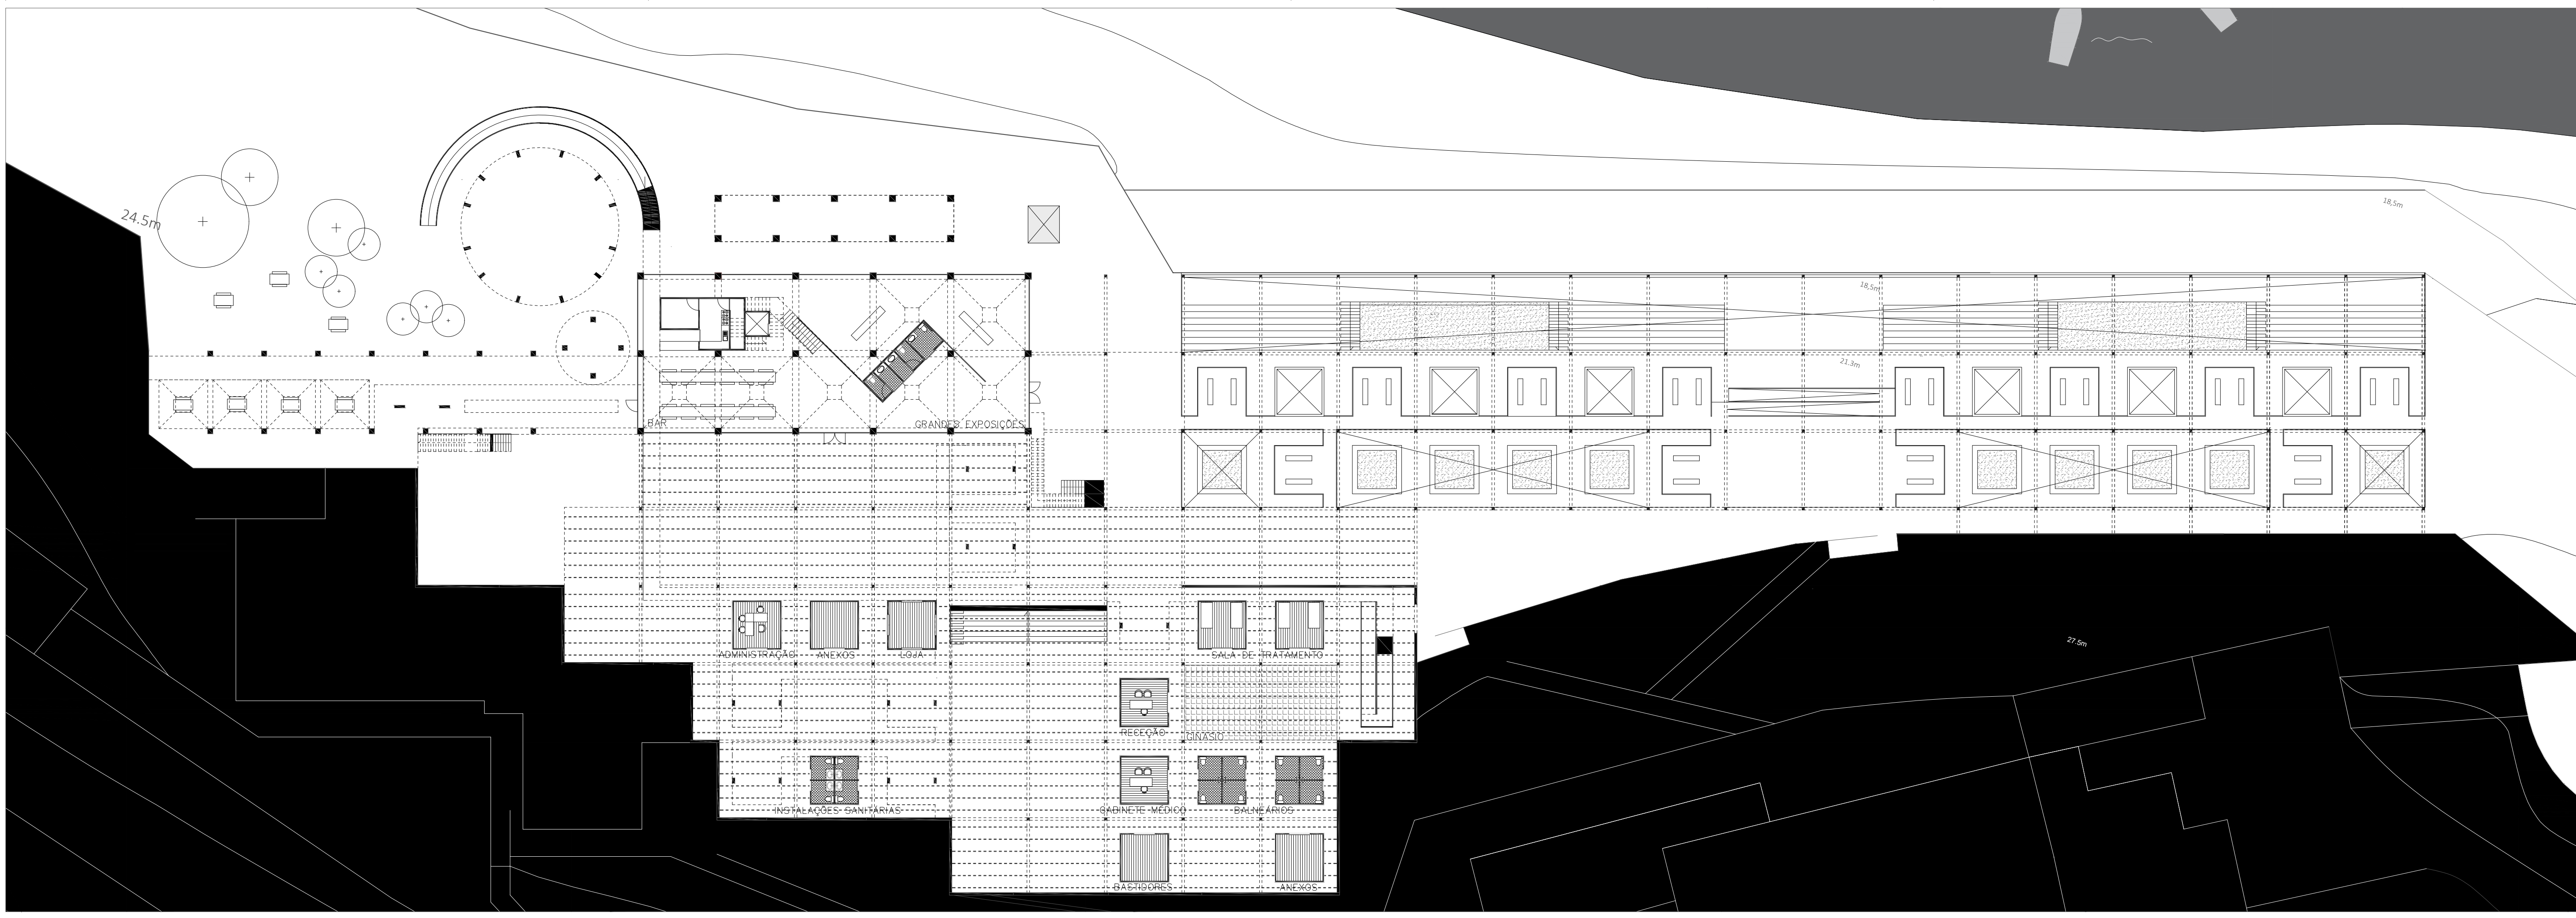 24.5m
18,5m
18,5m
21.3m
BAR
GRANDES EXPOSIÇÕES
27.5m
ADMINISTRAÇÃO
ANEXOS
LOJA
SALA DE TRATAMENTO
RECEÇÃO
GINÁSIO
INSTALAÇÕES SANITÁRIAS
GABINETE MÉDICO
BALNEÁRIOS
BASTIDORES
ANEXOS